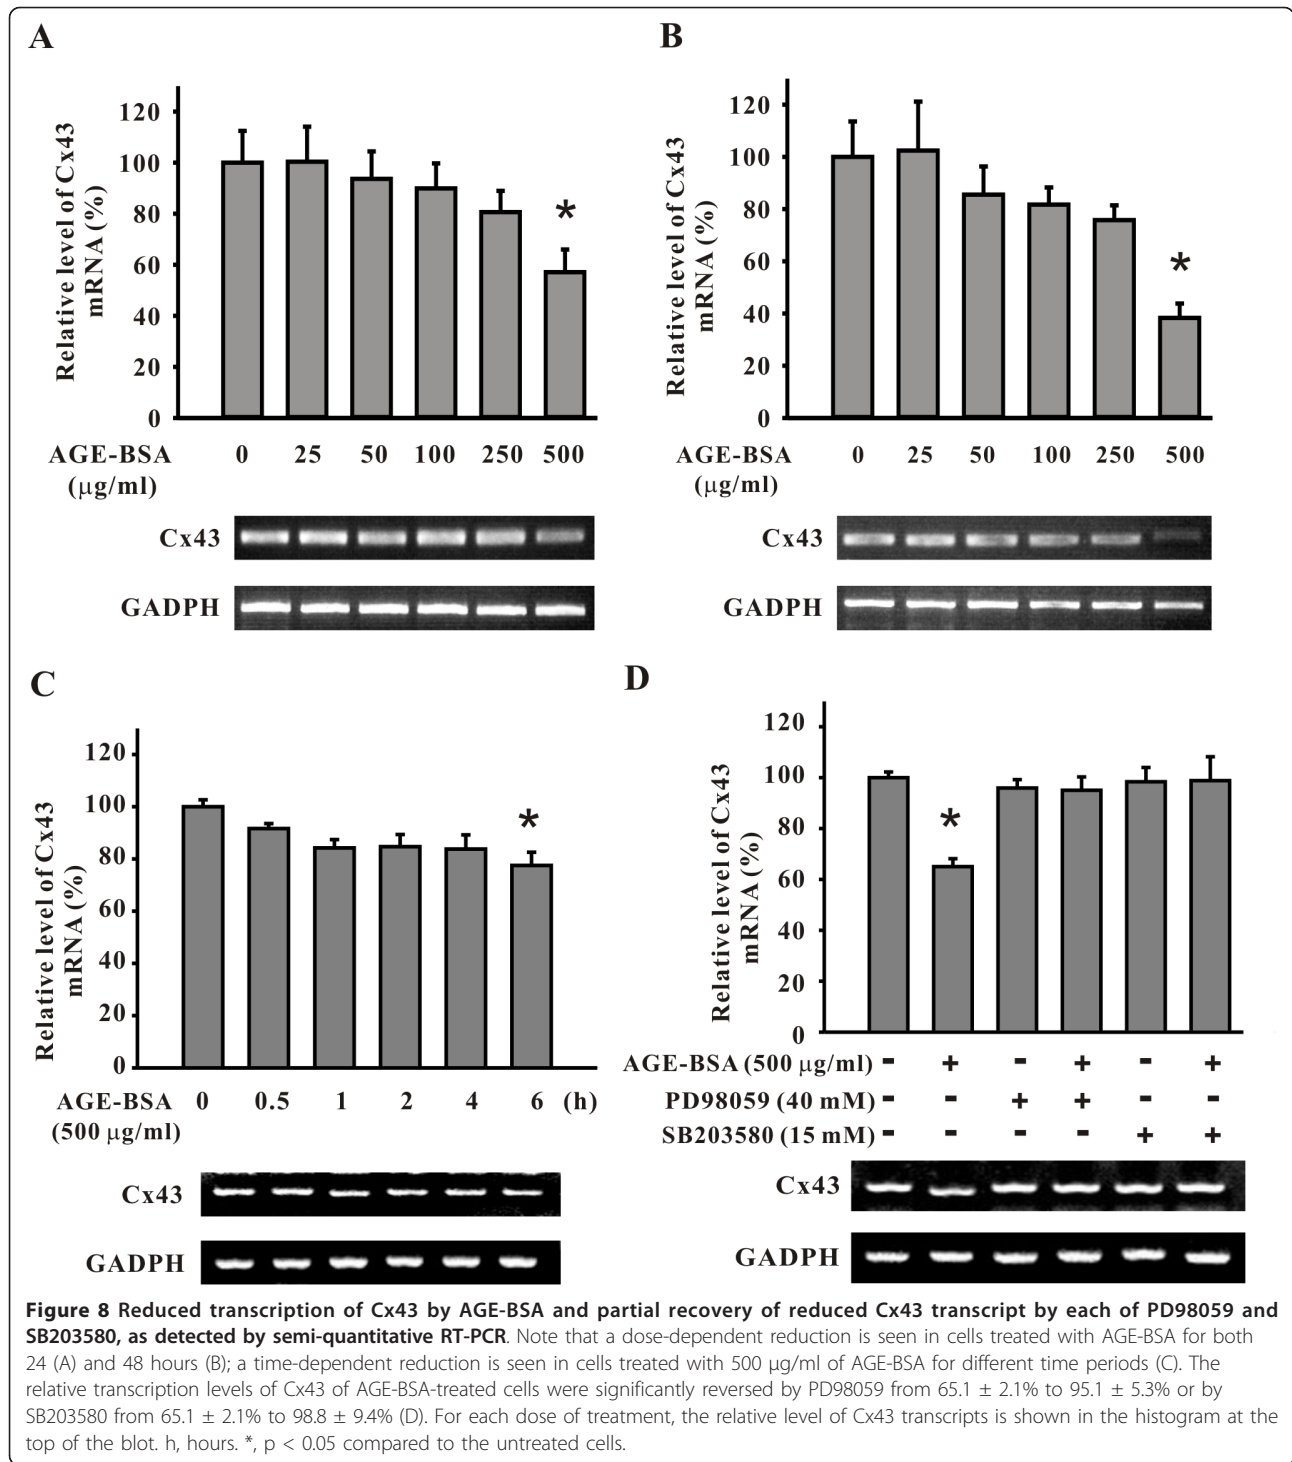 A
Relative level of Cx43
mRNA (%)
120
100
80
60
40
20
0
*
AGE-BSA 0 25 50 100 250 500
(μg/ml)
Cx43
GADPH
B
Relative level of Cx43
mRNA (%)
120
100
80
60
40
20
0
*
AGE-BSA 0 25 50 100 250 500
(μg/ml)
Cx43
GADPH
C
Relative level of Cx43
mRNA (%)
120
100
80
60
40
20
0
*
AGE-BSA 0 0.5 1 2 4 6 (h)
(500 μg/ml)
Cx43
GADPH
D
Relative level of Cx43
mRNA (%)
120
100
80
60
40
20
0
*
AGE-BSA (500 μg/ml) - + - + - +
PD98059 (40 mM) - - + + - -
SB203580 (15 mM) - - - - + +
Cx43
GADPH
Figure 8 Reduced transcription of Cx43 by AGE-BSA and partial recovery of reduced Cx43 transcript by each of PD98059 and
SB203580, as detected by semi-quantitative RT-PCR. Note that a dose-dependent reduction is seen in cells treated with AGE-BSA for both
24 (A) and 48 hours (B); a time-dependent reduction is seen in cells treated with 500 μg/ml of AGE-BSA for different time periods (C). The
relative transcription levels of Cx43 of AGE-BSA-treated cells were significantly reversed by PD98059 from 65.1 ± 2.1% to 95.1 ± 5.3% or by
SB203580 from 65.1 ± 2.1% to 98.8 ± 9.4% (D). For each dose of treatment, the relative level of Cx43 transcripts is shown in the histogram at the
top of the blot. h, hours. *, p < 0.05 compared to the untreated cells.